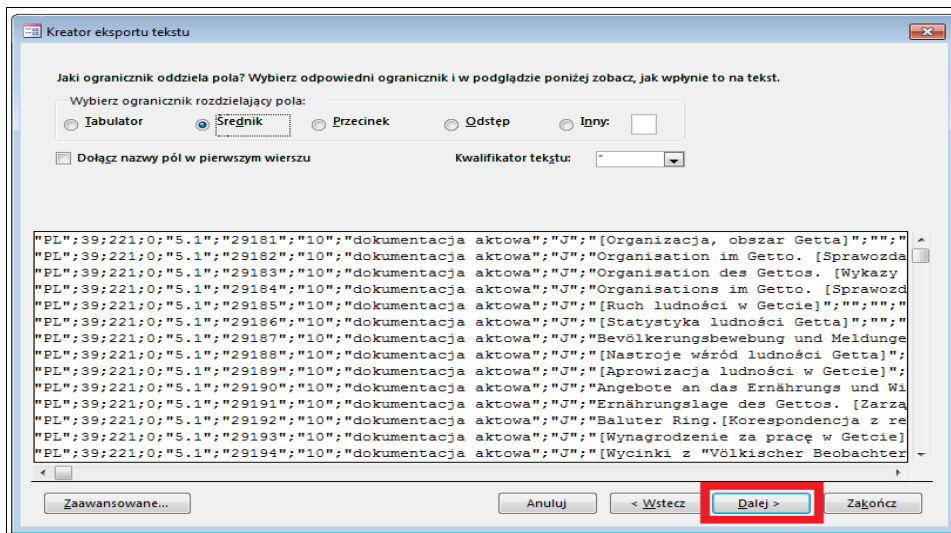 Kreator eksportu tekstu
Jaki ogranicznik oddziela pola? Wybierz odpowiedni ogranicznik i w podglądzie poniżej zobacz, jak wpłynie to na tekst.
Wybierz ogranicznik rozdzielający pola:
Tabulator Średnik Przecinek Odstęp Inny:
Dołącz nazwy pól w pierwszym wierszu Kwalifikator tekstu: "
"PL";39;221;0;"5.1";"29181";"10";"dokumentacja aktowa";"J";"[Organizacja, obszar Getta]";"";"
"PL";39;221;0;"5.1";"29182";"10";"dokumentacja aktowa";"J";"Organisation im Getto. [Sprawozda
"PL";39;221;0;"5.1";"29183";"10";"dokumentacja aktowa";"J";"Organisation des Gettos. [Wykazy
"PL";39;221;0;"5.1";"29184";"10";"dokumentacja aktowa";"J";"Organisations im Getto. [Sprawozd
"PL";39;221;0;"5.1";"29185";"10";"dokumentacja aktowa";"J";"[Ruch ludności w Getcie]";"";"";"
"PL";39;221;0;"5.1";"29186";"10";"dokumentacja aktowa";"J";"[Statystyka ludności Getta]";"";"
"PL";39;221;0;"5.1";"29187";"10";"dokumentacja aktowa";"J";"Bevölkerungsbewebung und Meldunge
"PL";39;221;0;"5.1";"29188";"10";"dokumentacja aktowa";"J";"[Nastroje wśród ludności Getta]";
"PL";39;221;0;"5.1";"29189";"10";"dokumentacja aktowa";"J";"[Aprowizacja ludności w Getcie]";
"PL";39;221;0;"5.1";"29190";"10";"dokumentacja aktowa";"J";"Angebote an das Ernährungs und Wi
"PL";39;221;0;"5.1";"29191";"10";"dokumentacja aktowa";"J";"Ernährungslage des Gettos. [Zarzą
"PL";39;221;0;"5.1";"29192";"10";"dokumentacja aktowa";"J";"Baluter Ring.[Korespondencja z re
"PL";39;221;0;"5.1";"29193";"10";"dokumentacja aktowa";"J";"[Wynagrodzenie za pracę w Getcie]
"PL";39;221;0;"5.1";"29194";"10";"dokumentacja aktowa";"J";"[Wycinki z "Völkischer Beobachter
Zaawansowane... Anuluj < Wstecz Dalej > Zakończ